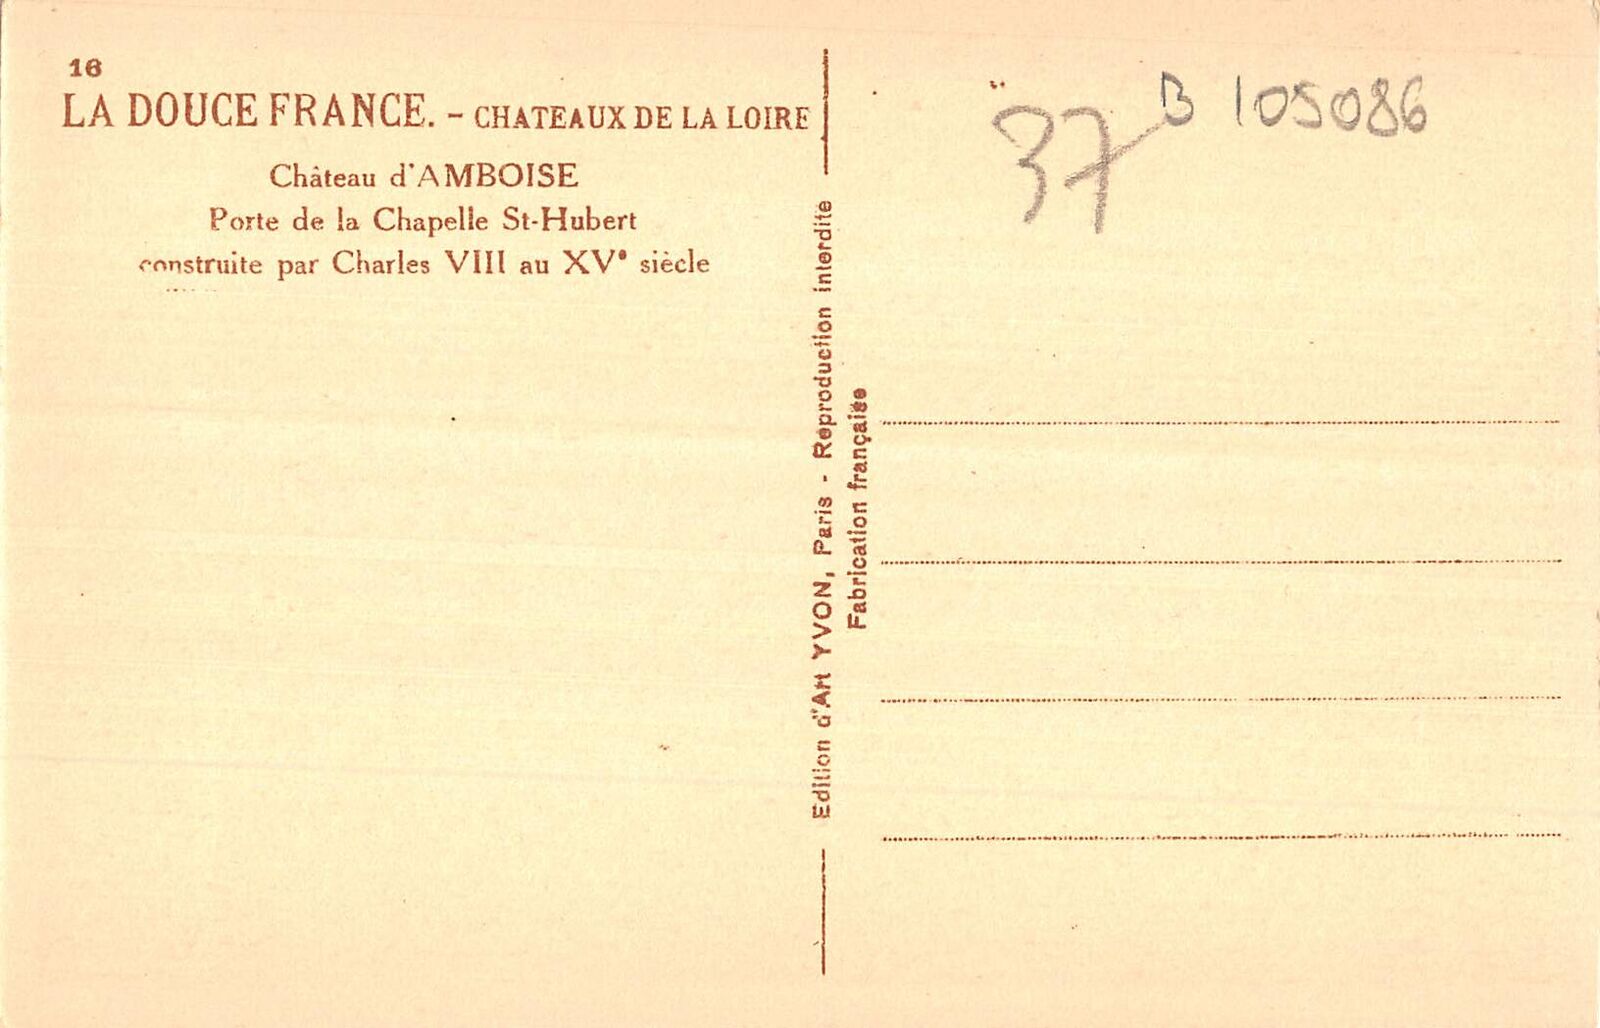 16
LA DOUCE FRANCE. - CHATEAUX DE LA LOIRE
Château d'AMBOISE
Porte de la Chapelle St-Hubert
construite par Charles VIII au XVe siècle
Edition d'Art YVON, Paris - Reproduction interdite
Fabrication française
37
B 105086